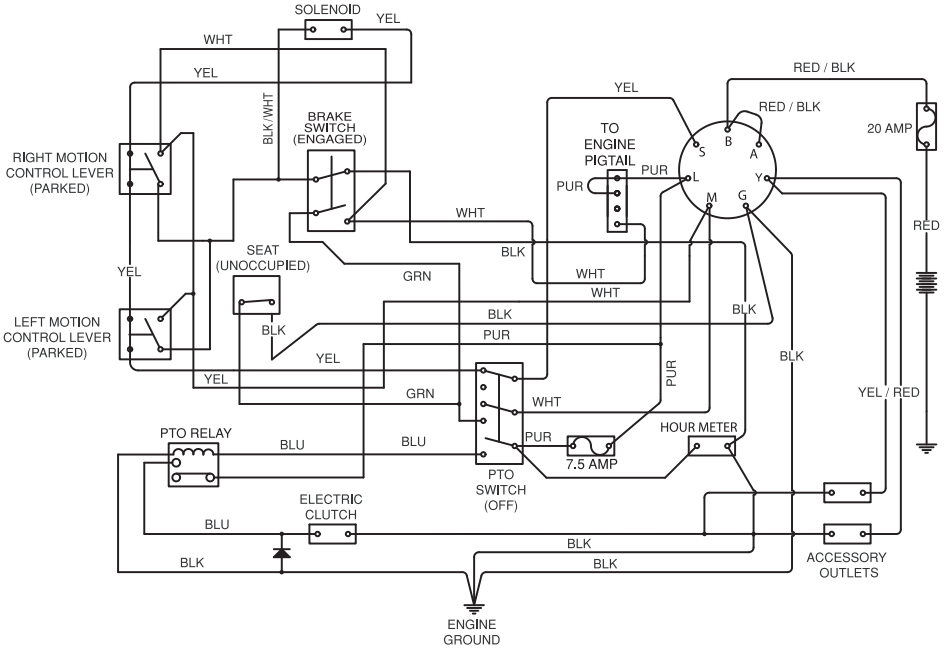 SOLENOID
YEL
WHT
YEL
RED / BLK
YEL
RED / BLK
BLK/WHT
BRAKE
SWITCH
(ENGAGED)
TO
ENGINE
PIGTAIL
20 AMP
B
S
A
RIGHT MOTION
CONTROL LEVER
(PARKED)
PUR
PUR
L
Y
M
G
WHT
RED
SEAT
(UNOCCUPIED)
BLK
YEL
GRN
WHT
WHT
BLK
LEFT MOTION
CONTROL LEVER
(PARKED)
BLK
BLK
PUR
YEL
BLK
YEL
PUR
GRN
WHT
YEL / RED
PTO RELAY
BLU
BLU
PUR
HOUR METER
7.5 AMP
PTO
SWITCH
(OFF)
ELECTRIC
CLUTCH
BLU
BLK
BLK
BLK
ACCESSORY
OUTLETS
ENGINE
GROUND